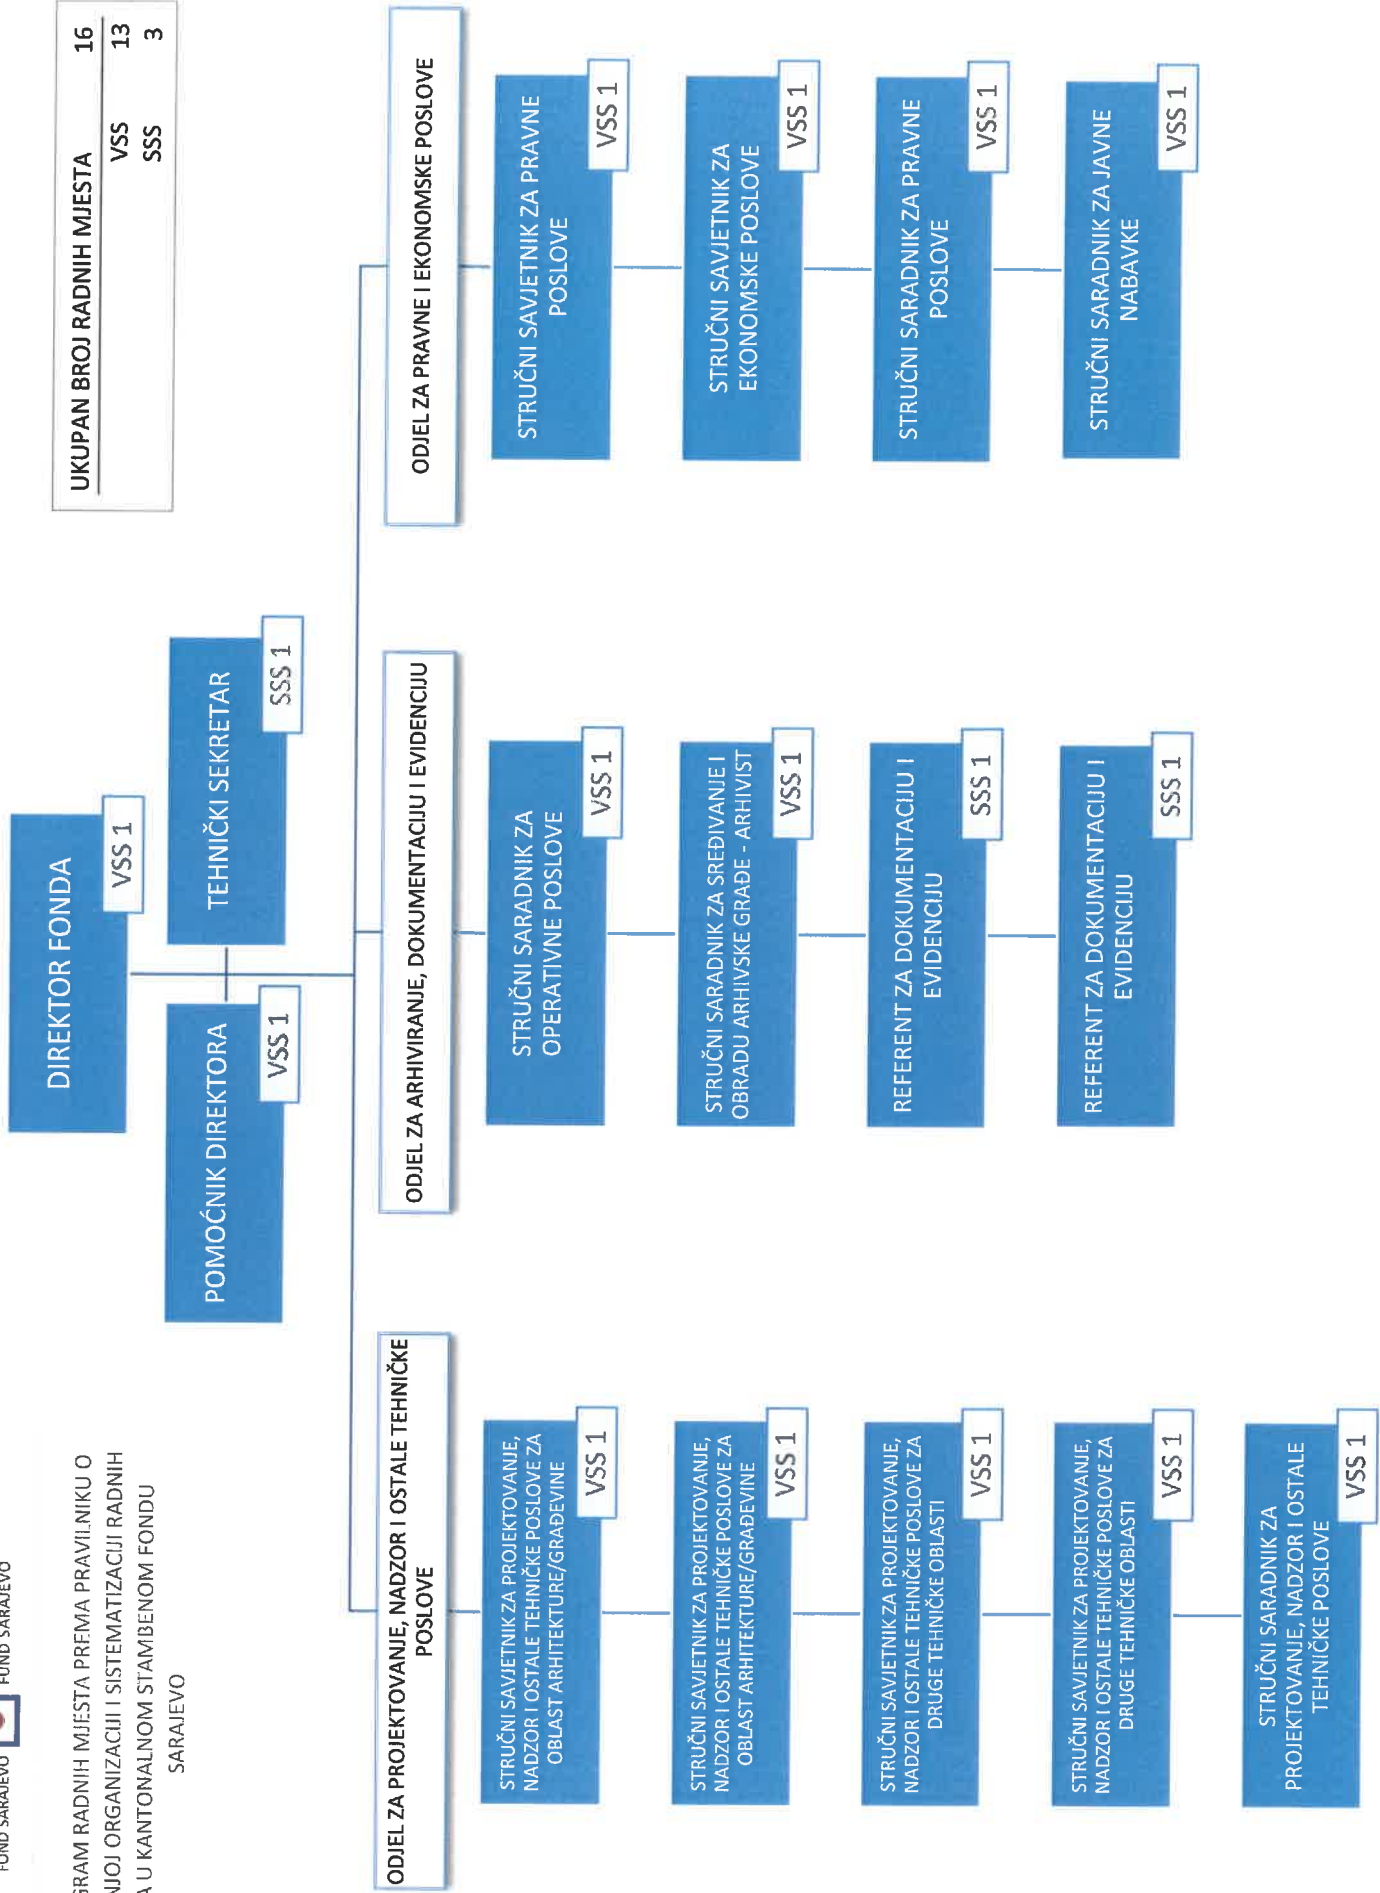 FOND SARAJEVO FUND SARAJEVO
RADNIH MJESTA PREMA PRAVILNIKU O
ORGANIZACIJI I SISTEMATIZACIJI RADNIH
U KANTONALNOM STAMBENOM FONDU
SARAJEVO
UKUPAN BROJ RADNIH MJESTA 16
VSS 13
SSS 3
DIREKTOR FONDA
VSS 1
POMOĆNIK DIREKTORA
VSS 1
TEHNIČKI SEKRETAR
SSS 1
ODJEL ZA PROJEKTOVANJE, NADZOR I OSTALE TEHNIČKE
POSLOVE
STRUČNI SAVJETNIK ZA PROJEKTOVANJE,
NADZOR I OSTALE TEHNIČKE POSLOVE ZA
OBLAST ARHITEKTURE/GRAĐEVINE
VSS 1
STRUČNI SAVJETNIK ZA PROJEKTOVANJE,
NADZOR I OSTALE TEHNIČKE POSLOVE ZA
OBLAST ARHITEKTURE/GRAĐEVINE
VSS 1
STRUČNI SAVJETNIK ZA PROJEKTOVANJE,
NADZOR I OSTALE TEHNIČKE POSLOVE ZA
DRUGE TEHNIČKE OBLASTI
VSS 1
STRUČNI SAVJETNIK ZA PROJEKTOVANJE,
NADZOR I OSTALE TEHNIČKE POSLOVE ZA
DRUGE TEHNIČKE OBLASTI
VSS 1
STRUČNI SARADNIK ZA
PROJEKTOVANJE, NADZOR I OSTALE
TEHNIČKE POSLOVE
VSS 1
ODJEL ZA ARHIVIRANJE, DOKUMENTACIJU I EVIDENCIJU
STRUČNI SARADNIK ZA
OPERATIVNE POSLOVE
VSS 1
STRUČNI SARADNIK ZA SREĐIVANJE I
OBRADU ARHIVSKE GRAĐE - ARHIVIST
VSS 1
REFERENT ZA DOKUMENTACIJU I
EVIDENCIJU
SSS 1
REFERENT ZA DOKUMENTACIJU I
EVIDENCIJU
SSS 1
ODJEL ZA PRAVNE I EKONOMSKE POSLOVE
STRUČNI SAVJETNIK ZA PRAVNE
POSLOVE
VSS 1
STRUČNI SAVJETNIK ZA
EKONOMSKE POSLOVE
VSS 1
STRUČNI SARADNIK ZA PRAVNE
POSLOVE
VSS 1
STRUČNI SARADNIK ZA JAVNE
NABAVKE
VSS 1